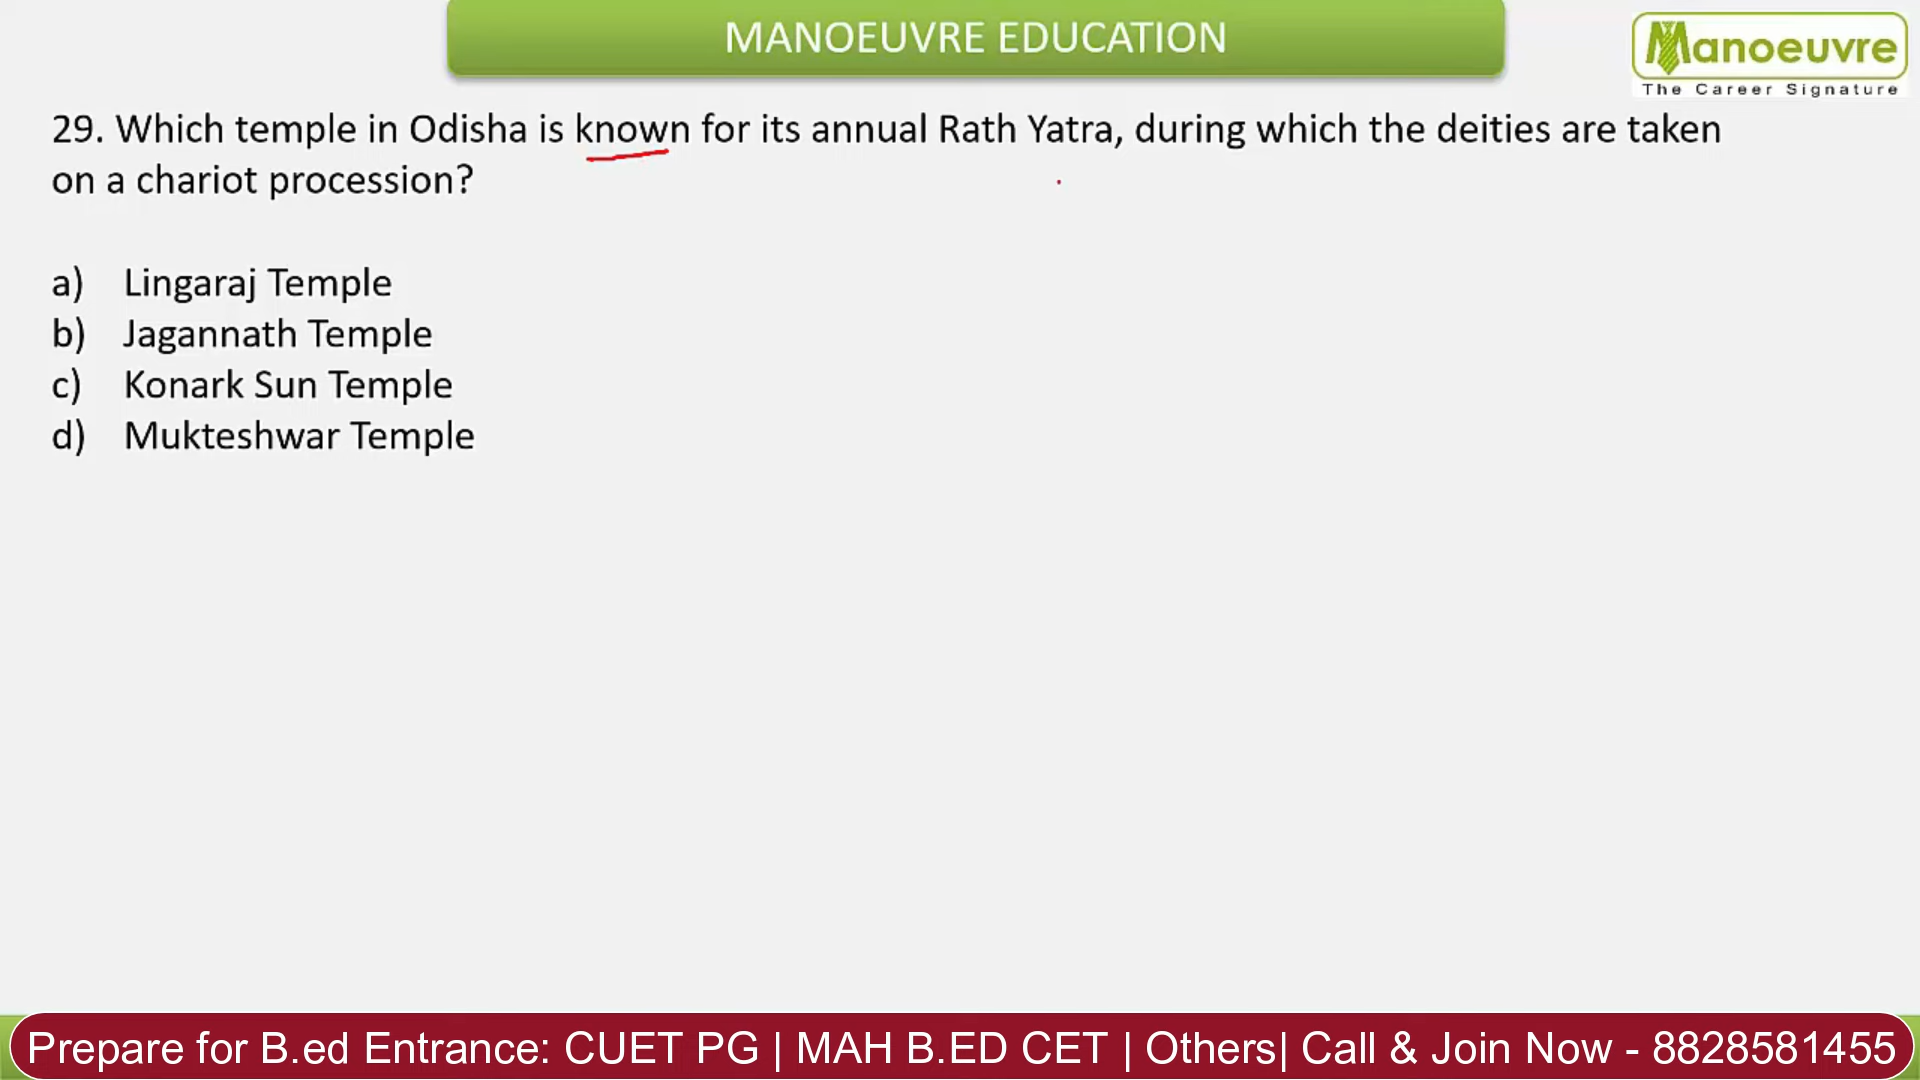 MANOEUVRE EDUCATION
Manoeuvre
The Career Signature
29. Which temple in Odisha is known for its annual Rath Yatra, during which the deities are taken
on a chariot procession?
a) Lingaraj Temple
b) Jagannath Temple
c) Konark Sun Temple
d) Mukteshwar Temple
Prepare for B.ed Entrance: CUET PG | MAH B.ED CET | Others| Call & Join Now - 8828581455